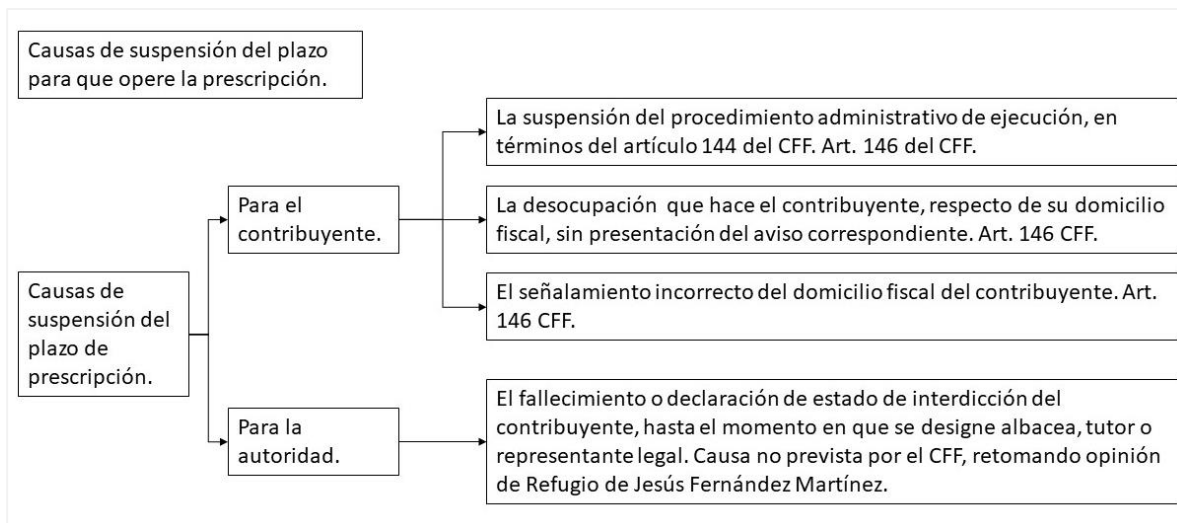 Causas de suspensión del plazo
para que opere la prescripción.
La suspensión del procedimiento administrativo de ejecución, en
términos del artículo 144 del CFF. Art. 146 del CFF.
Para el
contribuyente.
La desocupación que hace el contribuyente, respecto de su domicilio
fiscal, sin presentación del aviso correspondiente. Art. 146 CFF.
Causas de
suspensión del
plazo de
prescripción.
El señalamiento incorrecto del domicilio fiscal del contribuyente. Art.
146 CFF.
Para la
autoridad.
El fallecimiento o declaración de estado de interdicción del
contribuyente, hasta el momento en que se designe albacea, tutor o
representante legal. Causa no prevista por el CFF, retomando opinión
de Refugio de Jesús Fernández Martínez.